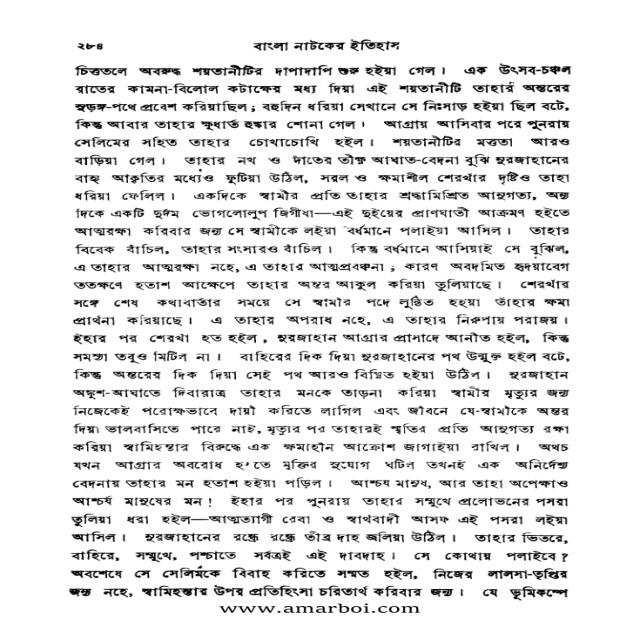 ২৮৪ বাংলা নাটকের ইতিহাস
চিত্ততলে অবরুদ্ধ শয়তানীটির দাপাদাপি শুরু হইয়া গেল। এক উৎসব-চঞ্চল
রাতের কামনা-বিলোল কটাক্ষের মধ্য দিয়া এই শয়তানীটি তাহার অন্তরের
সুড়ঙ্গ-পথে প্রবেশ করিয়াছিল; বহুদিন ধরিয়া সেখানে সে নিঃসাড় হইয়া ছিল বটে,
কিন্তু আবার তাহার ক্ষুধার্ত হুঙ্কার শোনা গেল। আগ্রায় আসিবার পরে পুনরায়
সেলিমের সহিত তাহার চোখাচোখি হইল। শয়তানীটির মত্ততা আরও
বাড়িয়া গেল। তাহার নখ ও দাঁতের তীক্ষ্ণ আঘাত-বেদনা বুঝি নুরজাহানের
বাহ্য আকৃতির মধ্যেও ফুটিয়া উঠিল, সরল ও ক্ষমাশীল শেরখাঁর দৃষ্টিও তাহা
ধরিয়া ফেলিল। একদিকে স্বামীর প্রতি তাহার শ্রদ্ধামিশ্রিত আনুগত্য, অন্য
দিকে একটি দুর্দম ভোগলোলুপ জিগীষা—এই দুইয়ের প্রাণঘাতী আক্রমণ হইতে
আত্মরক্ষা করিবার জন্য সে স্বামীকে লইয়া বর্ধমানে পলাইয়া আসিল। তাহার
বিবেক বাঁচিল, তাহার সংসারও বাঁচিল। কিন্তু বর্ধমানে আসিয়াই সে বুঝিল,
এ তাহার আত্মরক্ষা নহে, এ তাহার আত্মপ্রবঞ্চনা; কারণ অবদমিত হৃদয়াবেগ
ততক্ষণে হতাশ আক্ষেপে তাহার অন্তর আকুল করিয়া তুলিয়াছে। শেরখাঁর
সঙ্গে শেষ কথাবার্তার সময়ে সে স্বামীর পদে লুণ্ঠিত হইয়া তাঁহার ক্ষমা
প্রার্থনা করিয়াছে। এ তাহার অপরাধ নহে, এ তাহার নিরুপায় পরাজয়।
ইহার পর শেরখাঁ হত হইল, নুরজাহান আগ্রার প্রাসাদে আনীত হইল, কিন্তু
সমস্যা তবুও মিটিল না। বাহিরের দিক দিয়া নুরজাহানের পথ উন্মুক্ত হইল বটে,
কিন্তু অন্তরের দিক দিয়া সেই পথ আরও বিঘ্নিত হইয়া উঠিল। নুরজাহান
অঙ্কুশ-আঘাতে দিবারাত্র তাহার মনকে তাড়না করিয়া স্বামীর মৃত্যুর জন্য
নিজেকেই পরোক্ষভাবে দায়ী করিতে লাগিল এবং জীবনে যে-স্বামীকে অন্তর
দিয়া ভালবাসিতে পারে নাই, মৃত্যুর পর তাহারই স্মৃতির প্রতি আনুগত্য রক্ষা
করিয়া স্বামিহন্তার বিরুদ্ধে এক ক্ষমাহীন আক্রোশ জাগাইয়া রাখিল। অথচ
যখন আগ্রার অবরোধ হ'তে মুক্তির সুযোগ ঘটিল তখনই এক অনির্দেশ্য
বেদনায় তাহার মন হতাশ হইয়া পড়িল। আশ্চর্য মানুষ, আর তাহা অপেক্ষাও
আশ্চর্য মানুষের মন! ইহার পর পুনরায় তাহার সম্মুখে প্রলোভনের পসরা
তুলিয়া ধরা হইল—আত্মত্যাগী রেবা ও স্বার্থবাদী আসফ এই পসরা লইয়া
আসিল। নুরজাহানের রন্ধ্রে রন্ধ্রে তীব্র দাহ জ্বলিয়া উঠিল। তাহার ভিতরে,
বাহিরে, সম্মুখে, পশ্চাতে সর্বত্রই এই দাবদাহ। সে কোথায় পলাইবে?
অবশেষে সে সেলিমকে বিবাহ করিতে সম্মত হইল, নিজের লালসা-তৃপ্তির
জন্য নহে, স্বামিহন্তার উপর প্রতিহিংসা চরিতার্থ করিবার জন্য। যে ভূমিকম্পে
www.amarboi.com